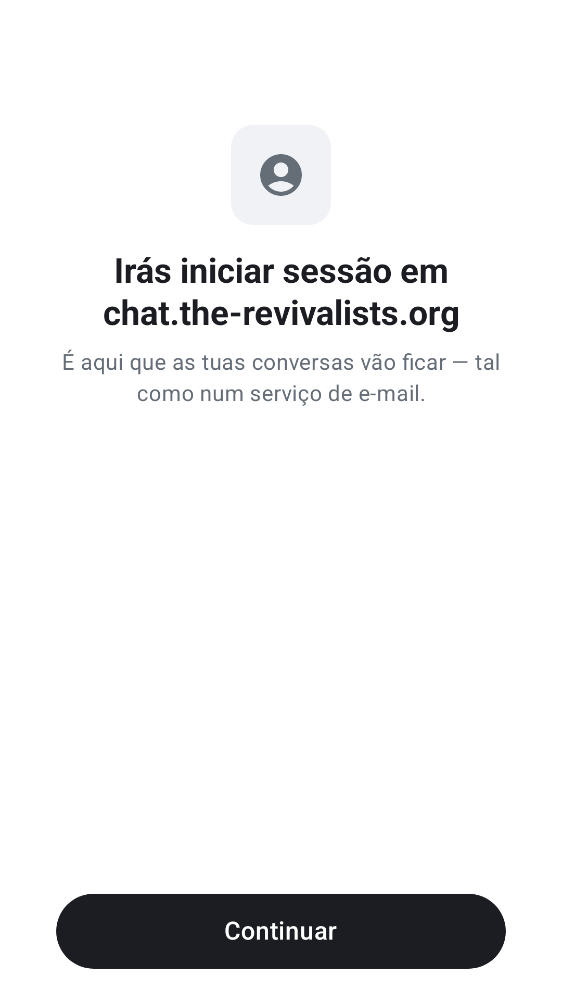 Irás iniciar sessão em
chat.the-revivalists.org
É aqui que as tuas conversas vão ficar — tal
como num serviço de e-mail.
Continuar